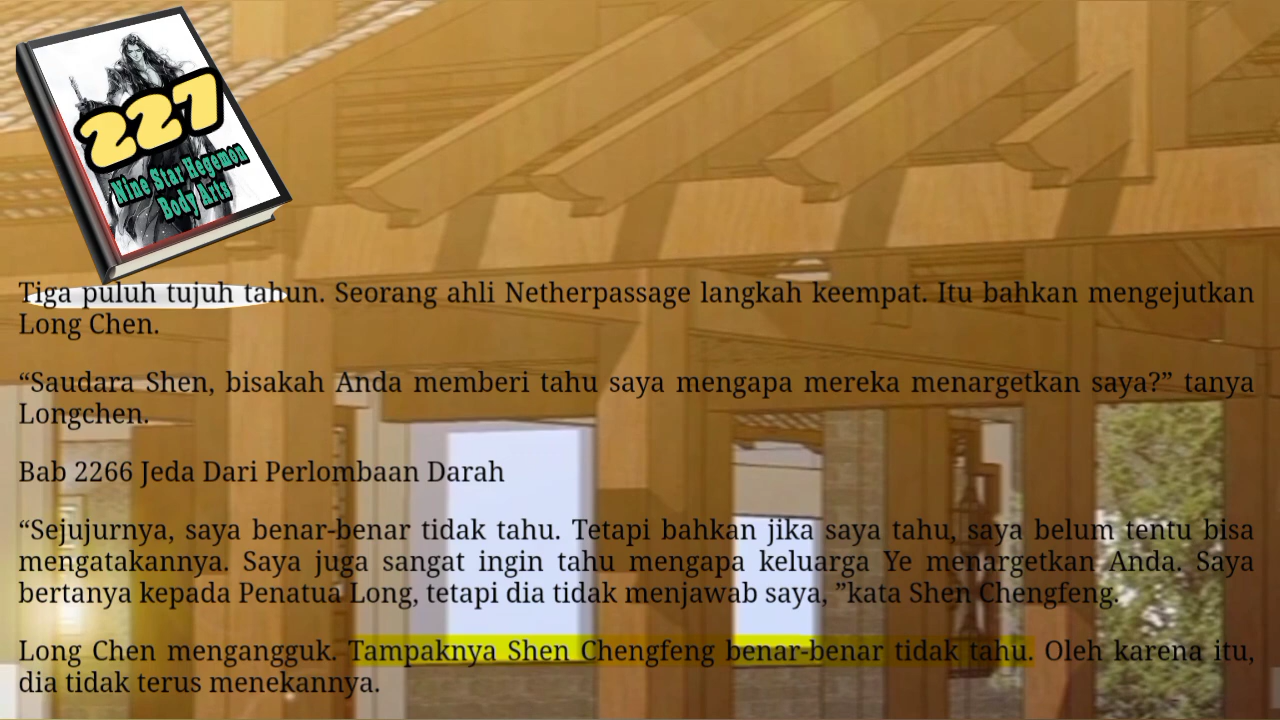 227
Nine Star Hegemon
Body Arts
Tiga puluh tujuh tahun. Seorang ahli Netherpassage langkah keempat. Itu bahkan mengejutkan
Long Chen.
“Saudara Shen, bisakah Anda memberi tahu saya mengapa mereka menargetkan saya?” tanya
Longchen.
Bab 2266 Jeda Dari Perlombaan Darah
“Sejujurnya, saya benar-benar tidak tahu. Tetapi bahkan jika saya tahu, saya belum tentu bisa
mengatakannya. Saya juga sangat ingin tahu mengapa keluarga Ye menargetkan Anda. Saya
bertanya kepada Penatua Long, tetapi dia tidak menjawab saya, ”kata Shen Chengfeng.
Long Chen mengangguk. Tampaknya Shen Chengfeng benar-benar tidak tahu. Oleh karena itu,
dia tidak terus menekannya.